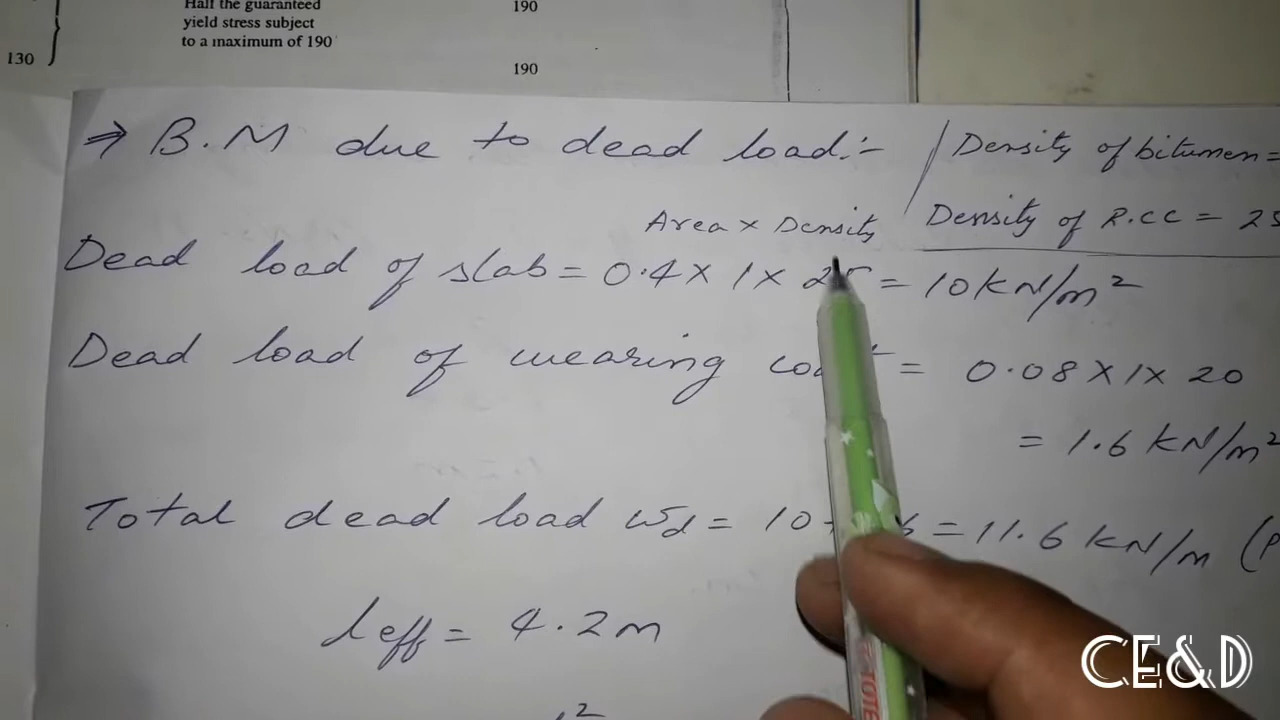 Half the guaranteed
yield stress subject
to a maximum of 190
190
190
130
⇒ B.M due to dead load:-
Density of bitumen =
Density of R.CC = 25
Area × Density
Dead load of slab = 0.4 × 1 × 25 = 10 kN/m²
Dead load of wearing coat = 0.08 × 1 × 20
= 1.6 kN/m²
Total dead load wd = 10 + = 11.6 kN/m (P
leff = 4.2 m
CE&D